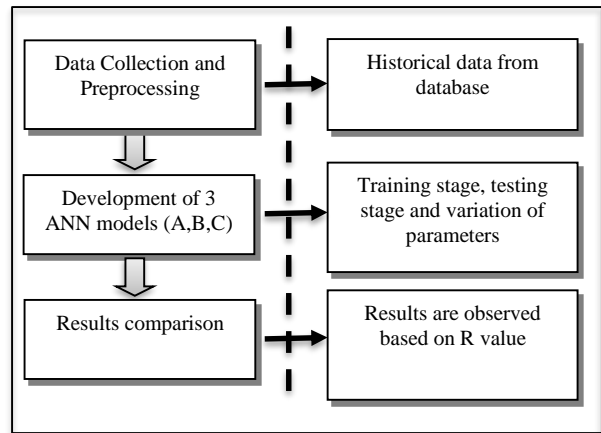 Data Collection and
Preprocessing
Historical data from
database
Development of 3
ANN models (A,B,C)
Training stage, testing
stage and variation of
parameters
Results comparison
Results are observed
based on R value